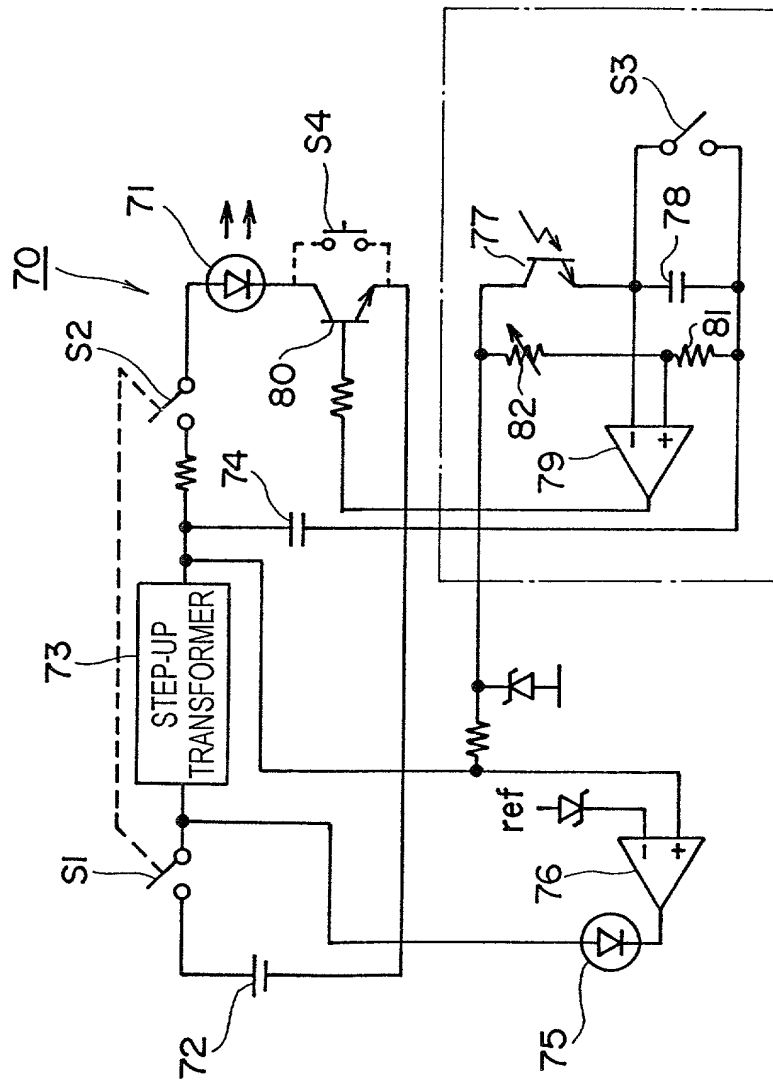 70
S2
71
S4
80
S1
73
STEP-UP
TRANSFORMER
74
72
77
S3
78
82
81
79
−
+
ref
76
−
+
75